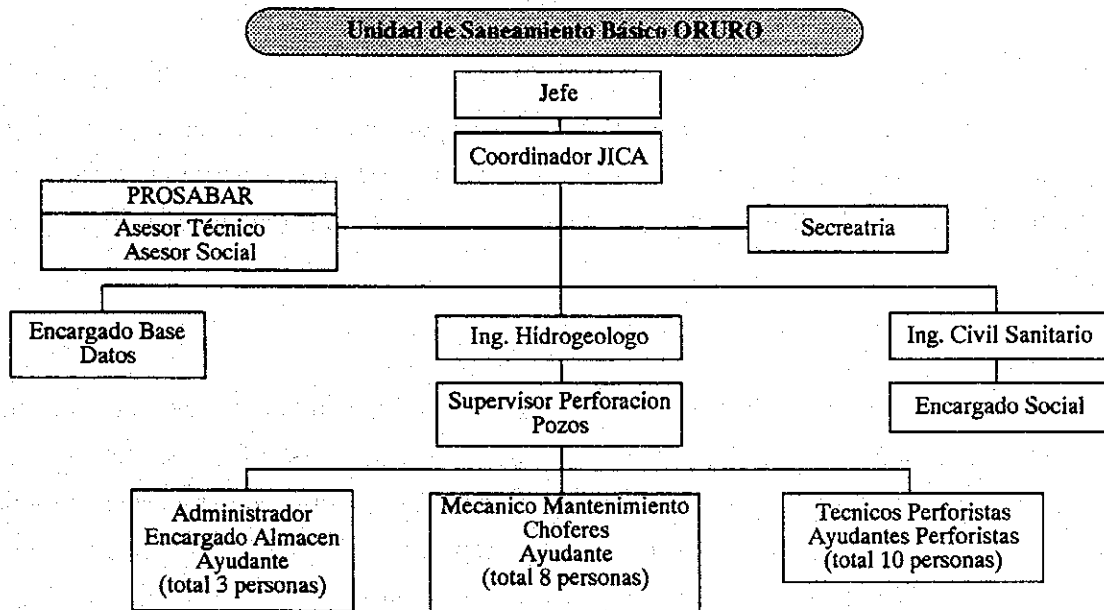 Unidad de Saneamiento Básico ORURO
Jefe
Coordinador JICA
PROSABAR
Asesor Técnico
Asesor Social
Secreatria
Encargado Base
Datos
Ing. Hidrogeologo
Ing. Civil Sanitario
Supervisor Perforacion
Pozos
Encargado Social
Administrador
Encargado Almacen
Ayudante
(total 3 personas)
Mecanico Mantenimiento
Choferes
Ayudante
(total 8 personas)
Tecnicos Perforistas
Ayudantes Perforistas
(total 10 personas)